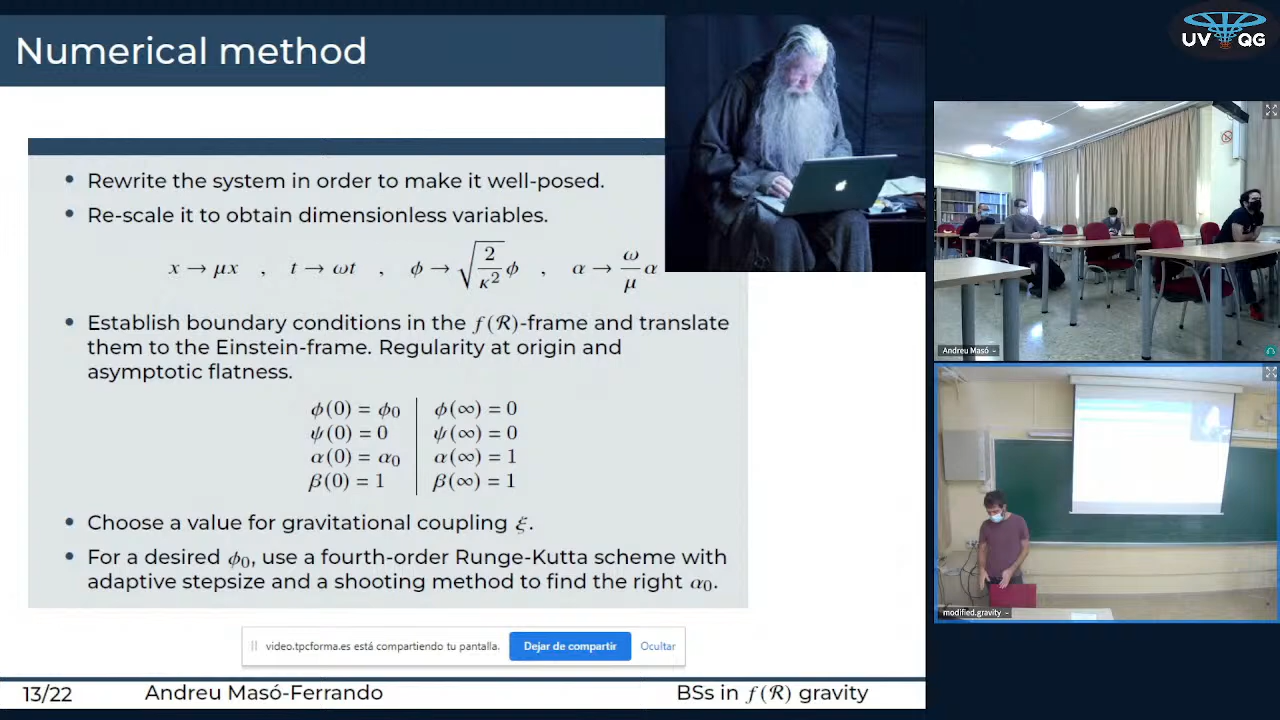 Numerical method
UV QG
• Rewrite the system in order to make it well-posed.
• Re-scale it to obtain dimensionless variables.
x → μx , t → ωt , ϕ → √(2/κ²) ϕ , α → ω/μ α
• Establish boundary conditions in the f(ℛ)-frame and translate
them to the Einstein-frame. Regularity at origin and
asymptotic flatness.
ϕ(0) = ϕ₀ | ϕ(∞) = 0
ψ(0) = 0 | ψ(∞) = 0
α(0) = α₀ | α(∞) = 1
β(0) = 1 | β(∞) = 1
• Choose a value for gravitational coupling ξ.
• For a desired ϕ₀, use a fourth-order Runge-Kutta scheme with
adaptive stepsize and a shooting method to find the right α₀.
video.tpcforma.es está compartiendo tu pantalla. Dejar de compartir Ocultar
13/22 Andreu Masó-Ferrando BSs in f(ℛ) gravity
Andreu Masó
modified.gravity